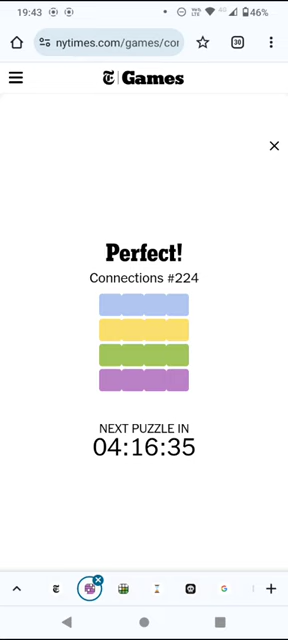 19:43
46%
nytimes.com/games/con
30
Games
Perfect!
Connections #224
NEXT PUZZLE IN
04:16:35